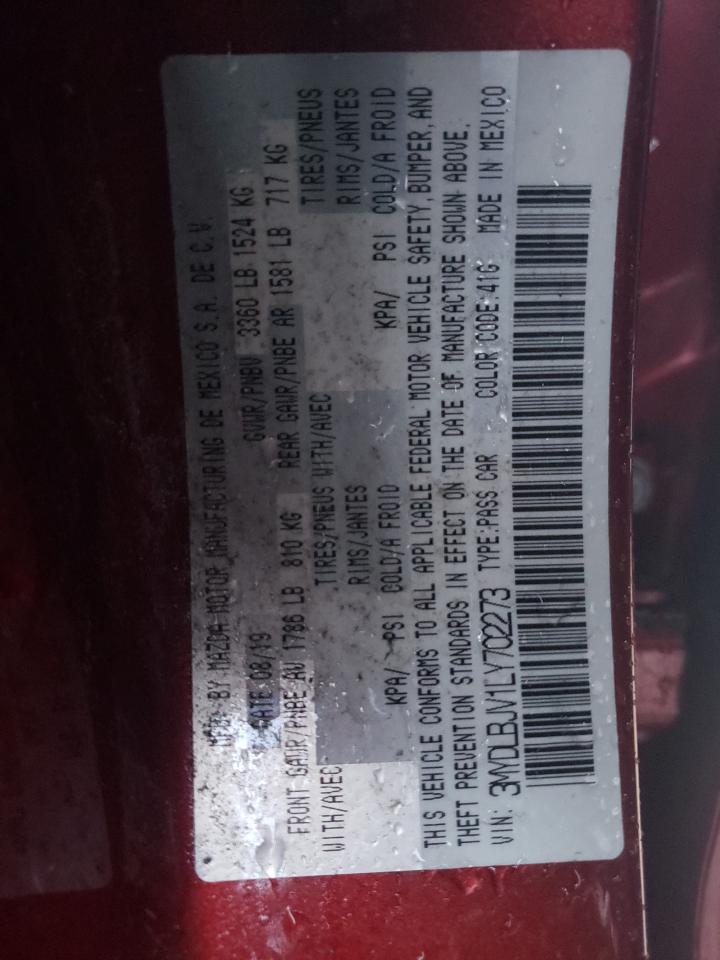 MFD. BY MAZDA MOTOR MANUFACTURING DE MEXICO S.A. DE C.V.
DATE 08/19 GVWR/PNBV 3360 LB 1524 KG
FRONT GAWR/PNBE AV 1786 LB 810 KG REAR GAWR/PNBE AR 1581 LB 717 KG
WITH/AVEC TIRES/PNEUS WITH/AVEC TIRES/PNEUS
RIMS/JANTES RIMS/JANTES
KPA/ PSI COLD/A FROID KPA/ PSI COLD/A FROID
THIS VEHICLE CONFORMS TO ALL APPLICABLE FEDERAL MOTOR VEHICLE SAFETY, BUMPER, AND
THEFT PREVENTION STANDARDS IN EFFECT ON THE DATE OF MANUFACTURE SHOWN ABOVE.
VIN: 3MYDLBJV1LY702273 TYPE:PASS CAR COLOR CODE:41G MADE IN MEXICO